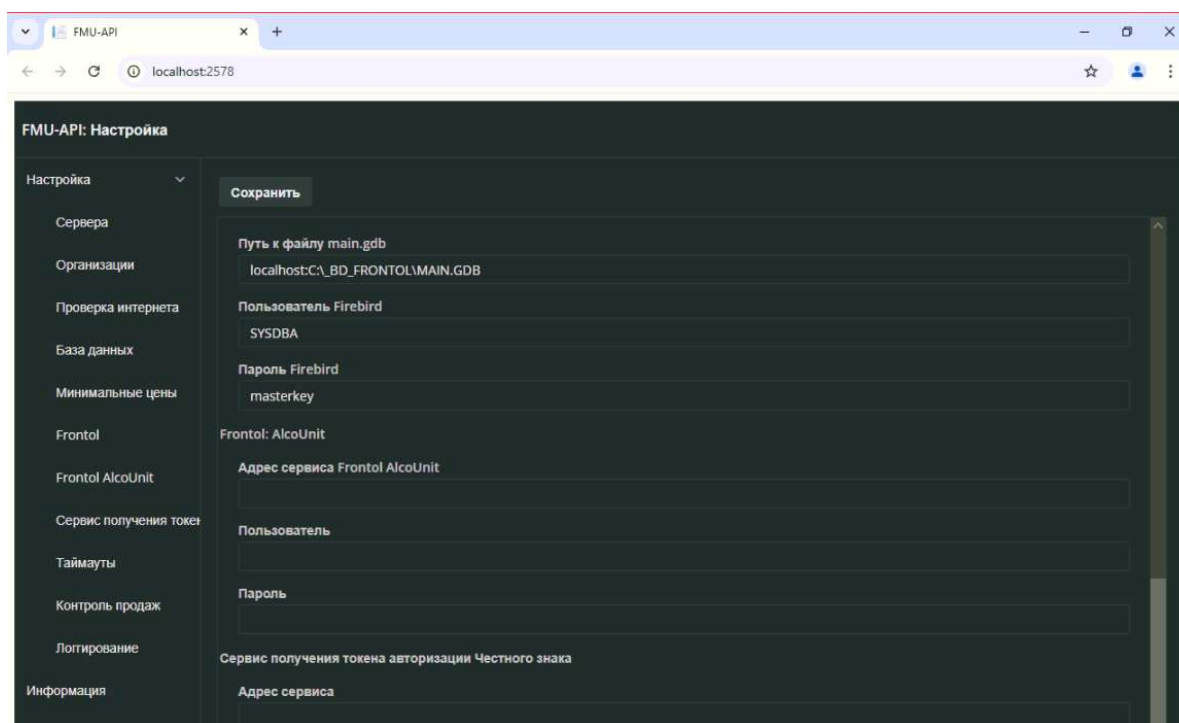 FMU-API
localhost:2578
FMU-API: Настройка
Настройка
Сервера
Организации
Проверка интернета
База данных
Минимальные цены
Frontol
Frontol AlcoUnit
Сервис получения токен
Таймауты
Контроль продаж
Логгирование
Информация
Сохранить
Путь к файлу main.gdb
localhost:C:\_BD_FRONTOL\MAIN.GDB
Пользователь Firebird
SYSDBA
Пароль Firebird
masterkey
Frontol: AlcoUnit
Адрес сервиса Frontol AlcoUnit
Пользователь
Пароль
Сервис получения токена авторизации Честного знака
Адрес сервиса